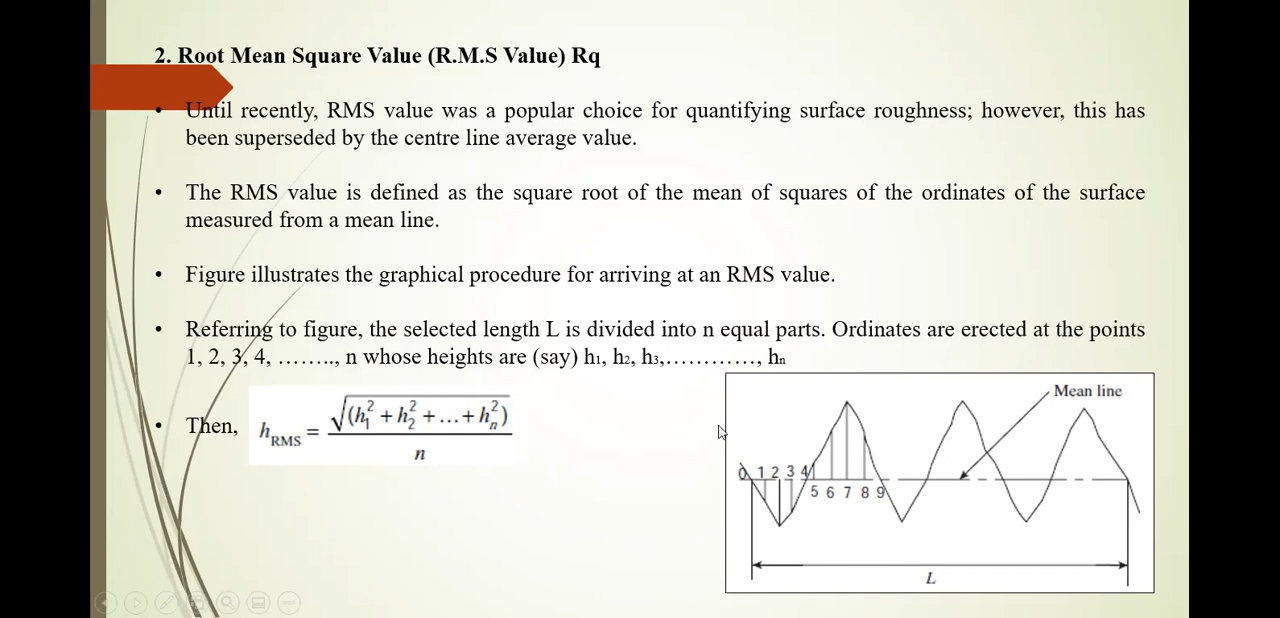 2. Root Mean Square Value (R.M.S Value) Rq
• Until recently, RMS value was a popular choice for quantifying surface roughness; however, this has
been superseded by the centre line average value.
• The RMS value is defined as the square root of the mean of squares of the ordinates of the surface
measured from a mean line.
• Figure illustrates the graphical procedure for arriving at an RMS value.
• Referring to figure, the selected length L is divided into n equal parts. Ordinates are erected at the points
1, 2, 3, 4, …….., n whose heights are (say) h₁, h₂, h₃,…………, hₙ
• Then, h_RMS = √(h₁² + h₂² + …+ hₙ²) / n
Mean line
0 1 2 3 4
5 6 7 8 9
L